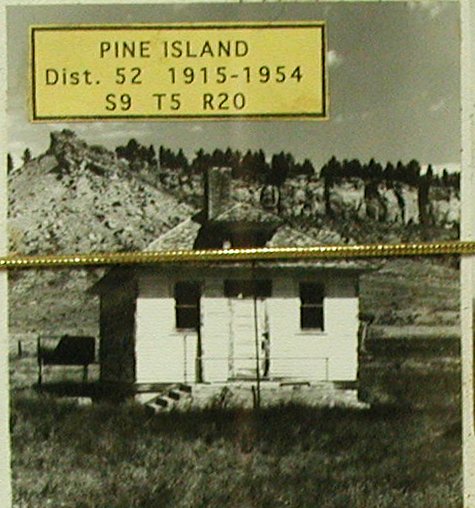 PINE ISLAND
Dist. 52 1915-1954
S9 T5 R20